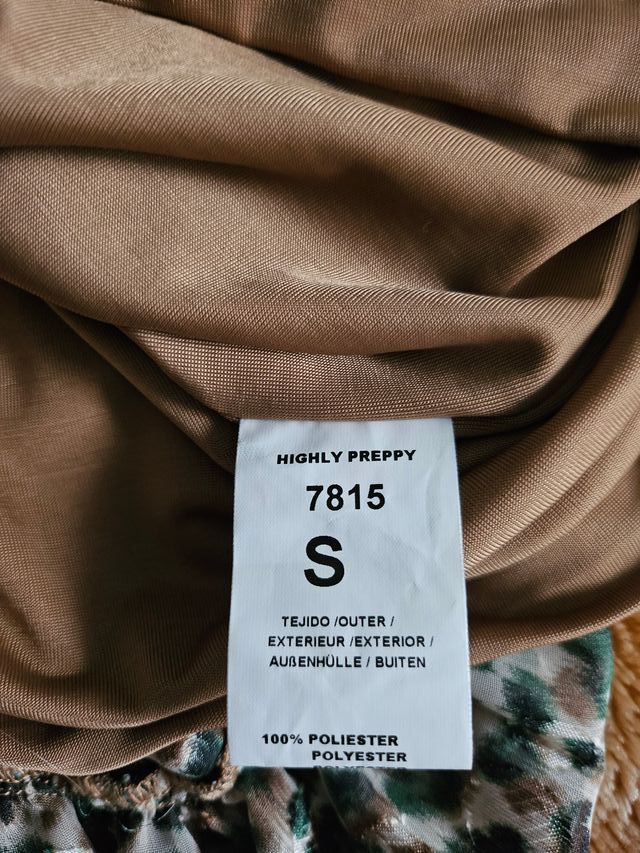 HIGHLY PREPPY
7815
S
TEJIDO /OUTER /
EXTERIEUR /EXTERIOR /
AUßENHÜLLE / BUITEN
100% POLIESTER
POLYESTER